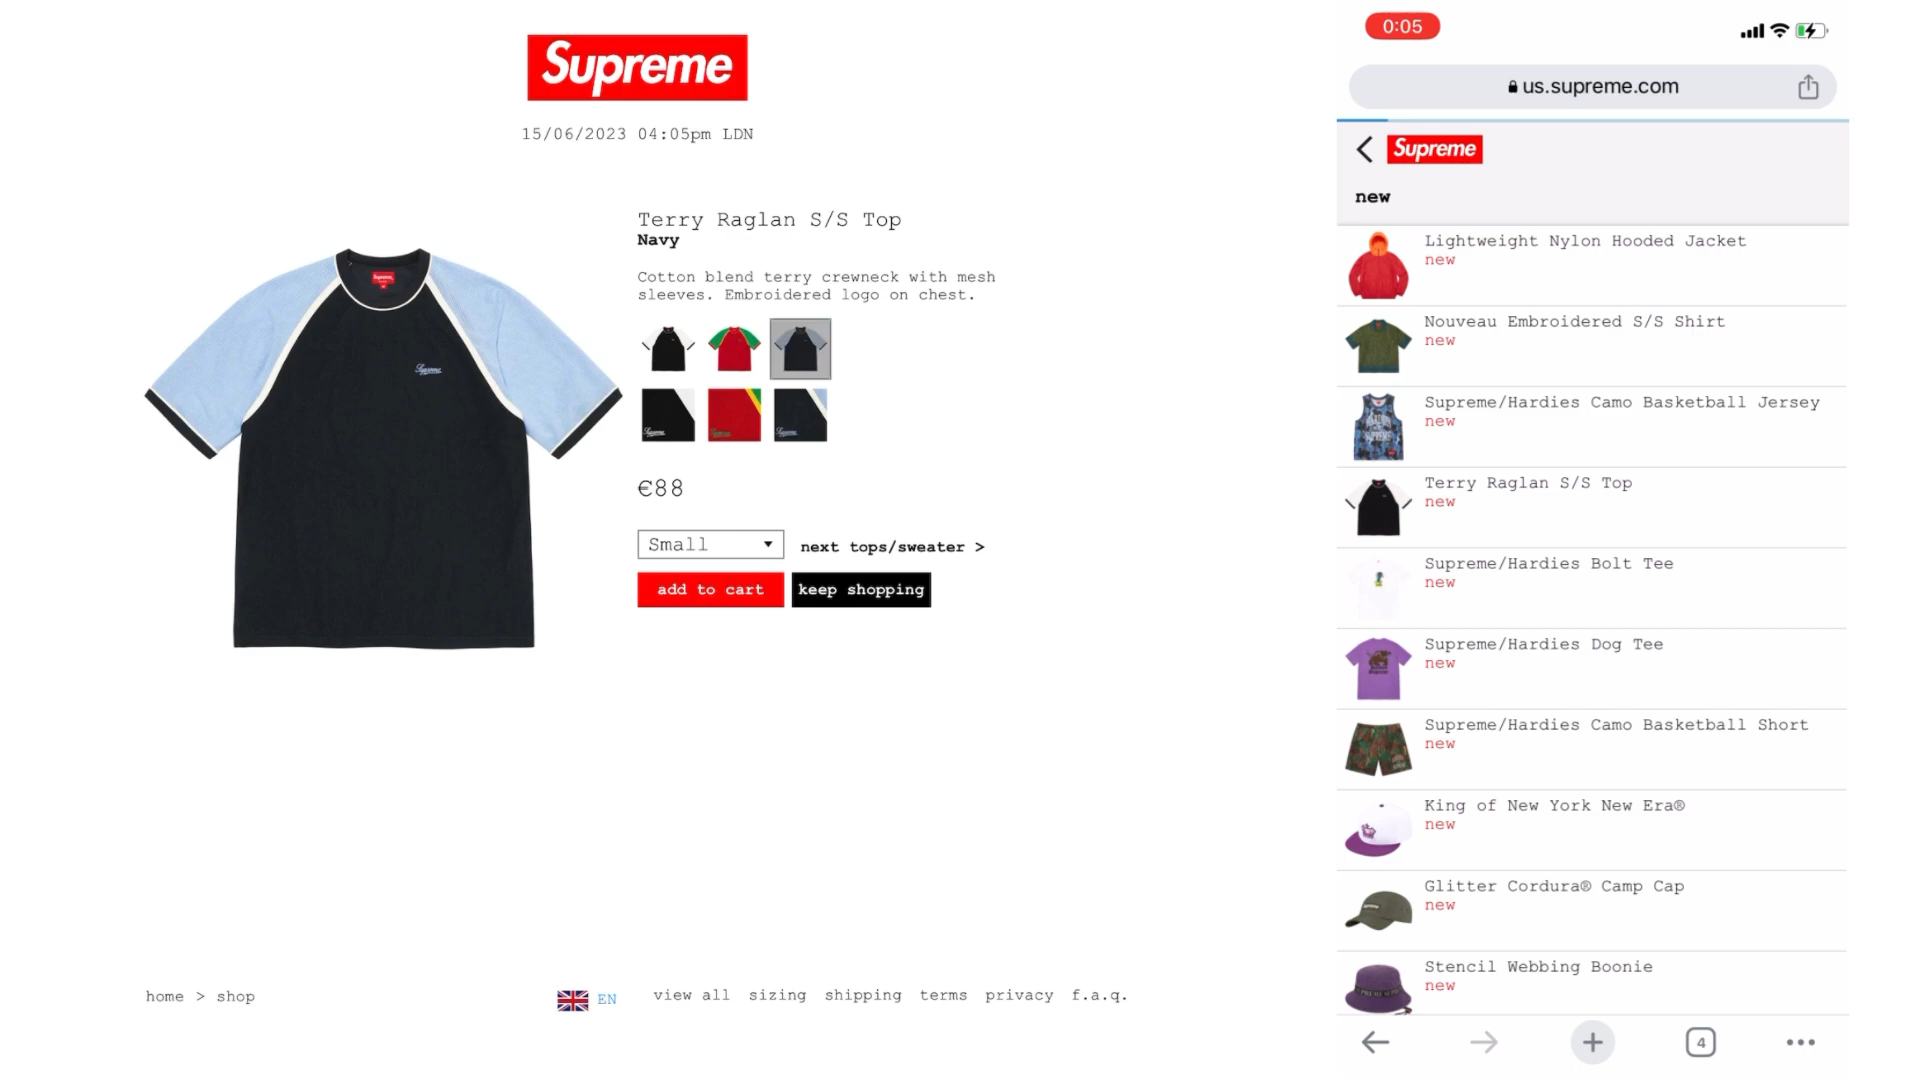 Supreme
15/06/2023 04:05pm LDN
Supreme
Supreme
Terry Raglan S/S Top
Navy
Cotton blend terry crewneck with mesh
sleeves. Embroidered logo on chest.
Supreme
Supreme
Supreme
€88
Small
next tops/sweater >
add to cart
keep shopping
home > shop
EN
view all sizing shipping terms privacy f.a.q.
0:05
us.supreme.com
Supreme
new
Lightweight Nylon Hooded Jacket
new
Nouveau Embroidered S/S Shirt
new
Supreme/Hardies Camo Basketball Jersey
new
Terry Raglan S/S Top
new
Supreme/Hardies Bolt Tee
new
Supreme/Hardies Dog Tee
new
Supreme/Hardies Camo Basketball Short
new
King of New York New Era®
new
Glitter Cordura® Camp Cap
new
Stencil Webbing Boonie
new
4